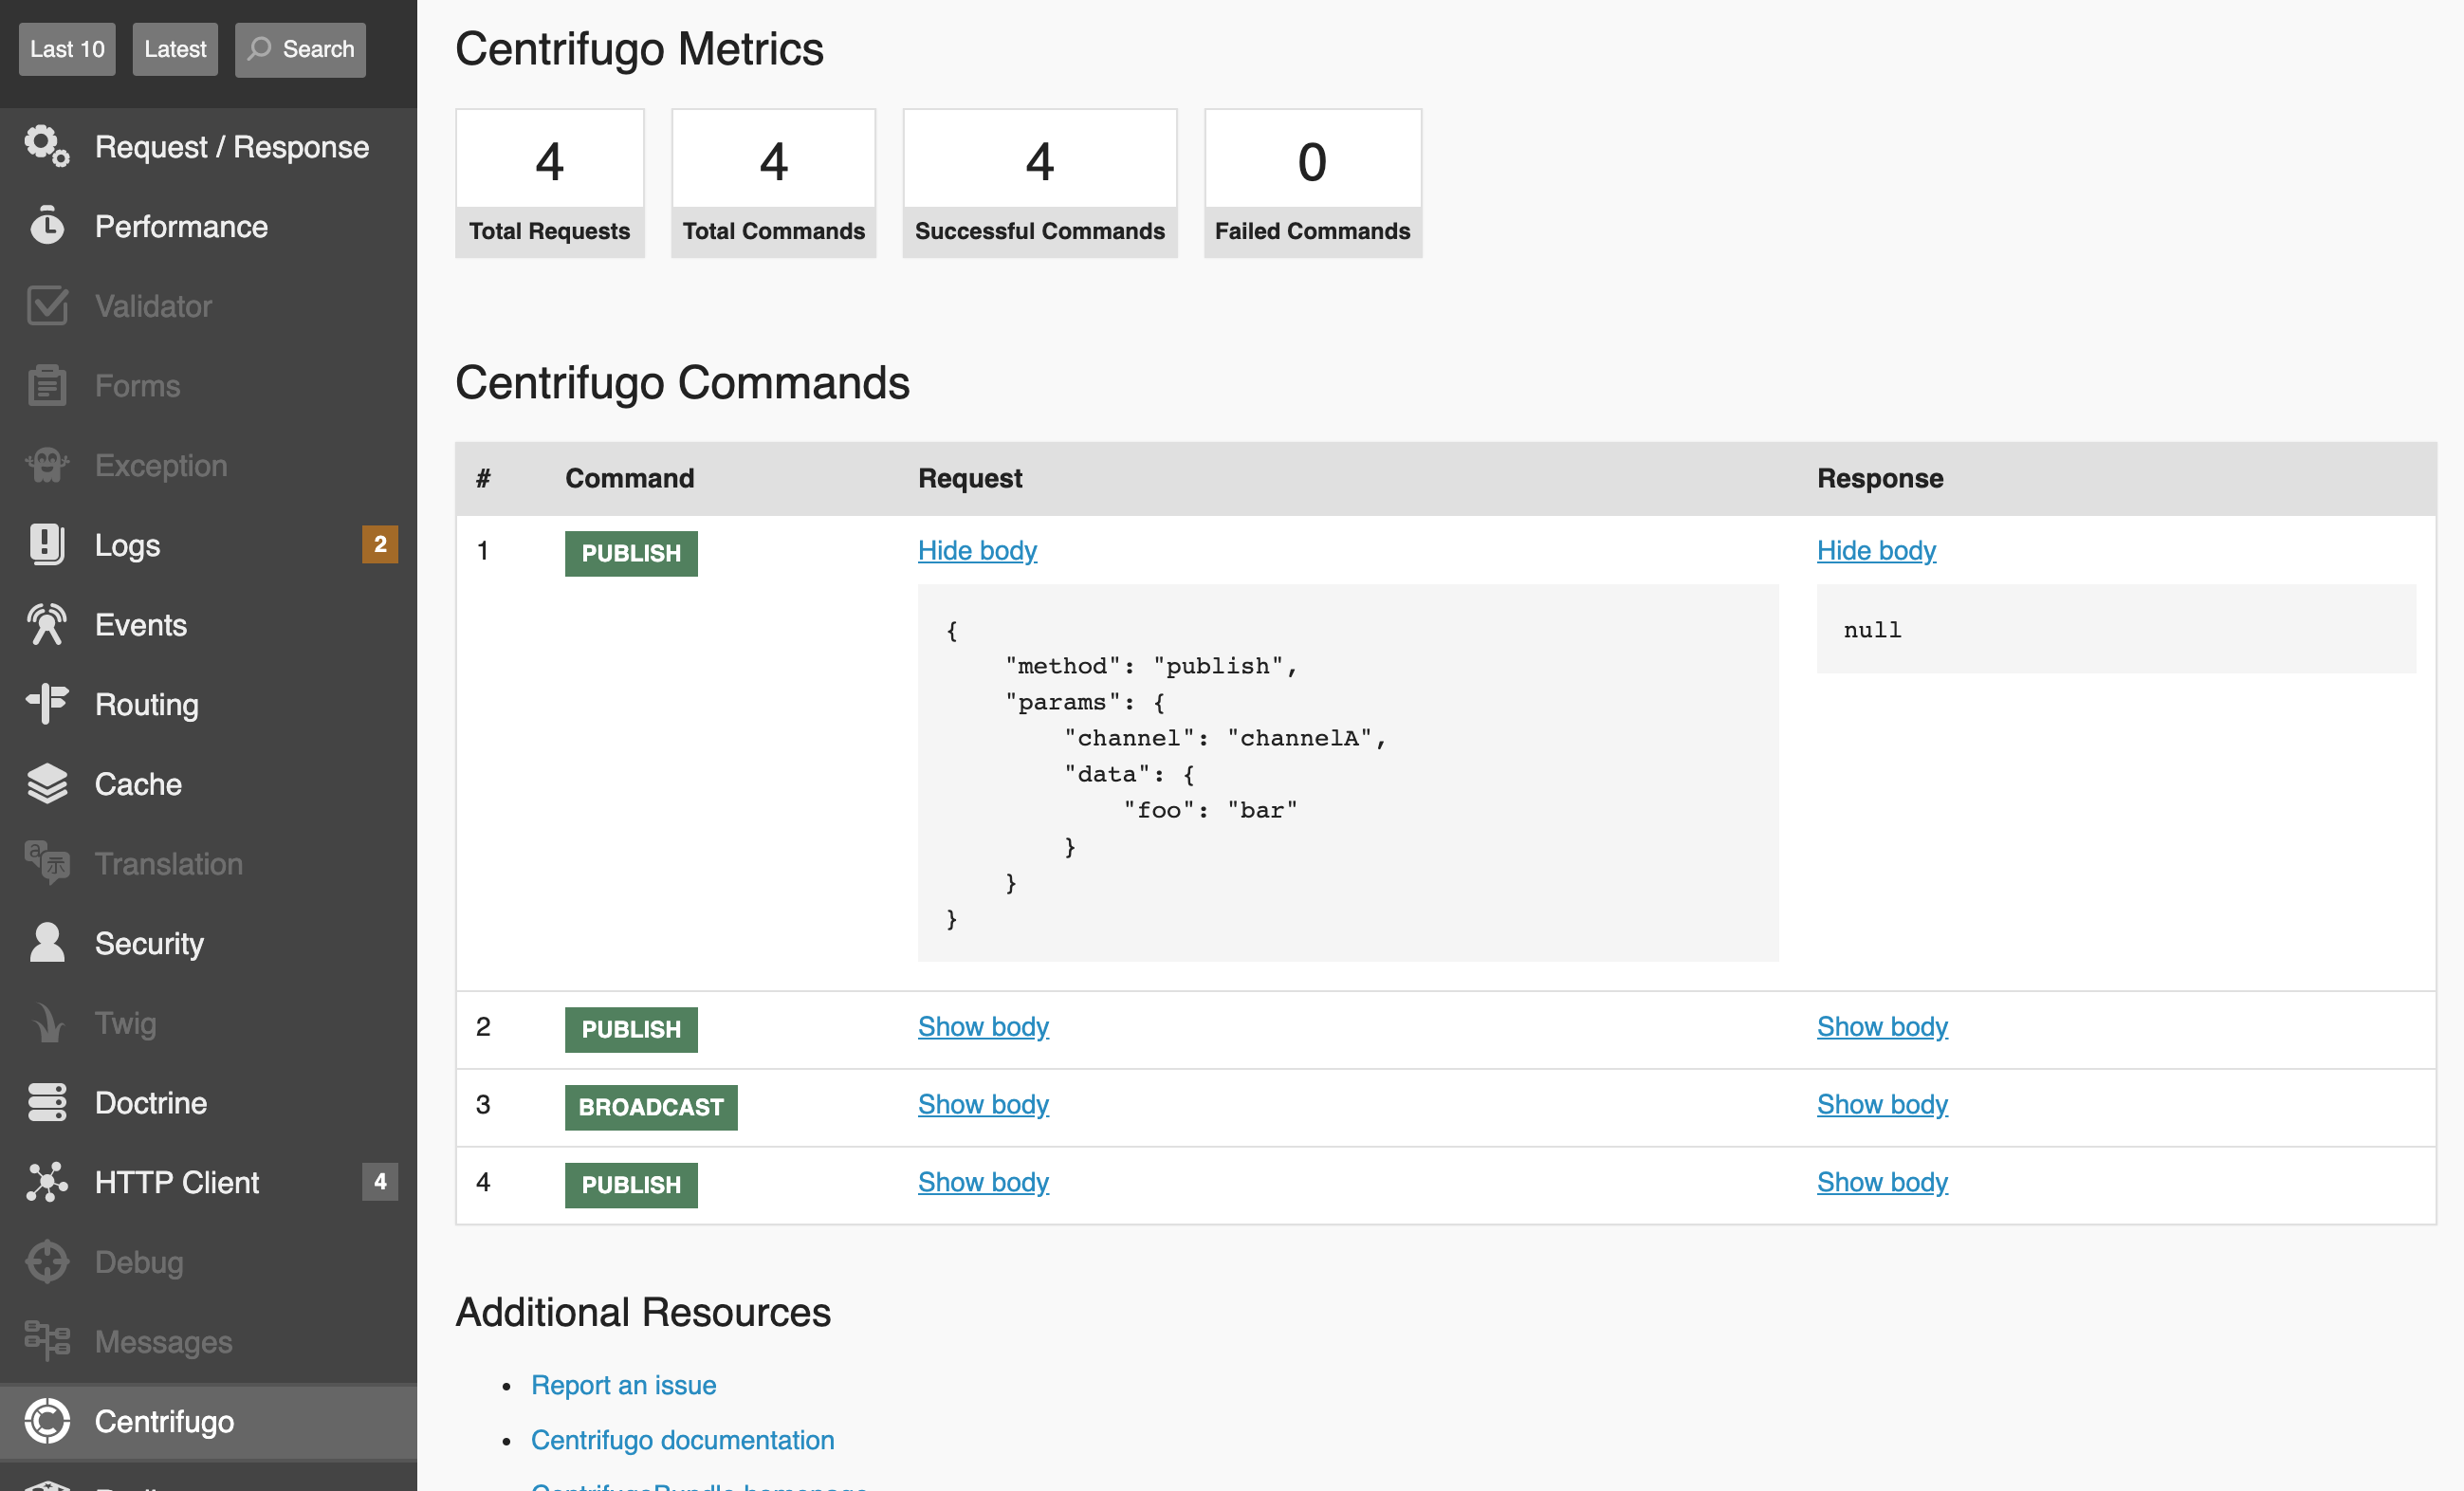 Last 10
Latest
Search
Request / Response
Performance
Validator
Forms
Exception
Logs
2
Events
Routing
Cache
Translation
Security
Twig
Doctrine
HTTP Client
4
Debug
Messages
Centrifugo
Centrifugo Metrics
4
Total Requests
4
Total Commands
4
Successful Commands
0
Failed Commands
Centrifugo Commands
# Command Request Response
1 PUBLISH Hide body Hide body
{
    "method": "publish",
    "params": {
        "channel": "channelA",
        "data": {
            "foo": "bar"
        }
    }
}
null
2 PUBLISH Show body Show body
3 BROADCAST Show body Show body
4 PUBLISH Show body Show body
Additional Resources
• Report an issue
• Centrifugo documentation
CentrifugoBundle homepage